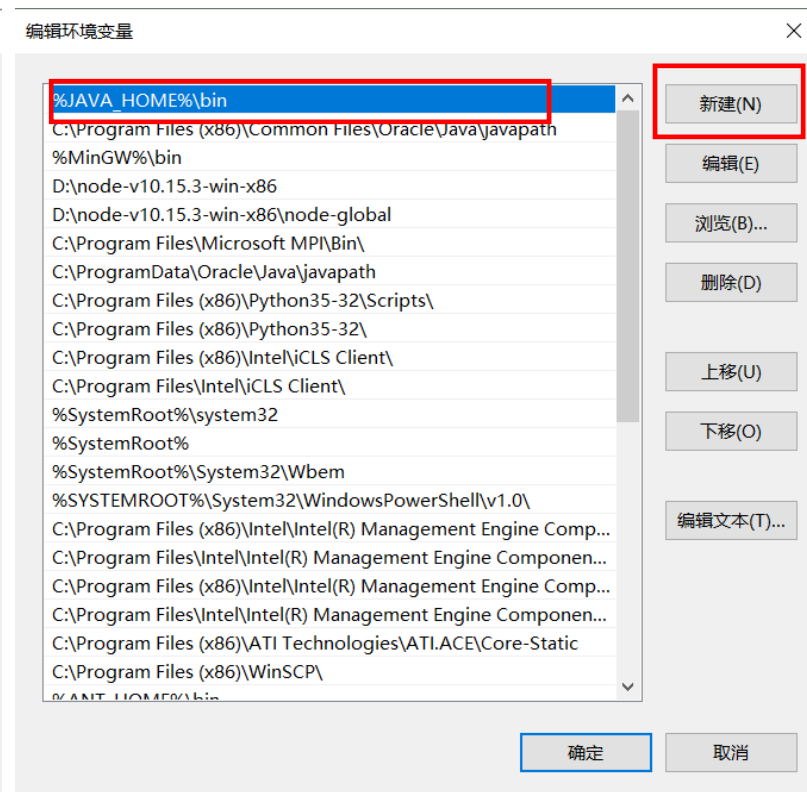 编辑环境变量
%JAVA_HOME%\bin
新建(N)
C:\Program Files (x86)\Common Files\Oracle\Java\javapath
%MinGW%\bin
编辑(E)
D:\node-v10.15.3-win-x86
D:\node-v10.15.3-win-x86\node-global
浏览(B)...
C:\Program Files\Microsoft MPI\Bin\
C:\ProgramData\Oracle\Java\javapath
删除(D)
C:\Program Files (x86)\Python35-32\Scripts\
C:\Program Files (x86)\Python35-32\
C:\Program Files (x86)\Intel\iCLS Client\
上移(U)
C:\Program Files\Intel\iCLS Client\
%SystemRoot%\system32
下移(O)
%SystemRoot%
%SystemRoot%\System32\Wbem
%SYSTEMROOT%\System32\WindowsPowerShell\v1.0\
编辑文本(T)...
C:\Program Files (x86)\Intel\Intel(R) Management Engine Comp...
C:\Program Files\Intel\Intel(R) Management Engine Componen...
C:\Program Files (x86)\Intel\Intel(R) Management Engine Comp...
C:\Program Files\Intel\Intel(R) Management Engine Componen...
C:\Program Files (x86)\ATI Technologies\ATI.ACE\Core-Static
C:\Program Files (x86)\WinSCP\
%ANT_HOME%\bin
确定
取消